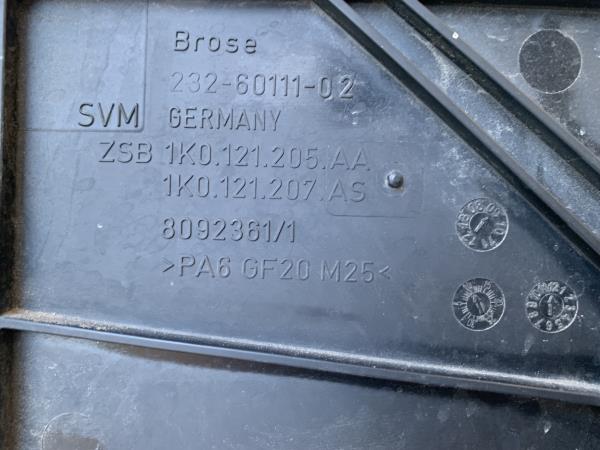 Brose
232-60111-02
SVM GERMANY
ZSB 1K0.121.205.AA
1K0.121.207.AS
8092361/1
>PA6 GF20 M25<